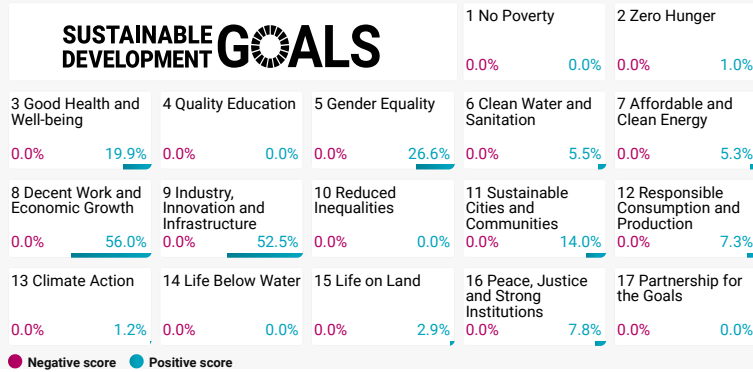 SUSTAINABLE
DEVELOPMENT
GOALS
1 No Poverty
0.0% 0.0%
2 Zero Hunger
0.0% 1.0%
3 Good Health and
Well-being
0.0% 19.9%
4 Quality Education
0.0% 0.0%
5 Gender Equality
0.0% 26.6%
6 Clean Water and
Sanitation
0.0% 5.5%
7 Affordable and
Clean Energy
0.0% 5.3%
8 Decent Work and
Economic Growth
0.0% 56.0%
9 Industry,
Innovation and
Infrastructure
0.0% 52.5%
10 Reduced
Inequalities
0.0% 0.0%
11 Sustainable
Cities and
Communities
0.0% 14.0%
12 Responsible
Consumption and
Production
0.0% 7.3%
13 Climate Action
0.0% 1.2%
14 Life Below Water
0.0% 0.0%
15 Life on Land
0.0% 2.9%
16 Peace, Justice
and Strong
Institutions
0.0% 7.8%
17 Partnership for
the Goals
0.0% 0.0%
Negative score Positive score